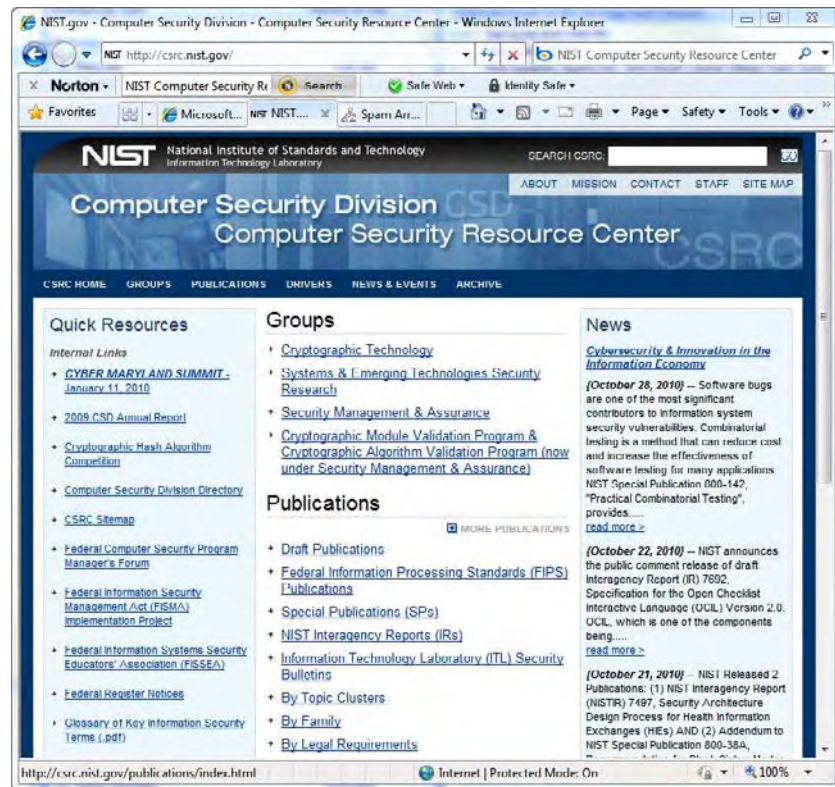 NIST.gov - Computer Security Division - Computer Security Resource Center - Windows Internet Explorer
NIST http://csrc.nist.gov/
NIST Computer Security Resource Center
Norton
NIST Computer Security Re
Search
Safe Web
Identity Safe
Favorites
Microsoft...
NIST NIST....
Spam Arr...
Page
Safety
Tools
NIST
National Institute of Standards and Technology
Information Technology Laboratory
SEARCH CSRC:
GO
ABOUT MISSION CONTACT STAFF SITE MAP
Computer Security Division
CSD
Computer Security Resource Center
CSRC
CSRC HOME GROUPS PUBLICATIONS DRIVERS NEWS & EVENTS ARCHIVE
Quick Resources
Internal Links
CYBER MARYLAND SUMMIT -
January 11, 2010
2009 CSD Annual Report
Cryptographic Hash Algorithm
Competition
Computer Security Division Directory
CSRC Sitemap
Federal Computer Security Program
Manager's Forum
Federal Information Security
Management Act (FISMA)
Implementation Project
Federal Information Systems Security
Educators' Association (FISSEA)
Federal Register Notices
Glossary of Key Information Security
Terms (.pdf)
Groups
Cryptographic Technology
Systems & Emerging Technologies Security
Research
Security Management & Assurance
Cryptographic Module Validation Program &
Cryptographic Algorithm Validation Program (now
under Security Management & Assurance)
Publications
MORE PUBLICATIONS
Draft Publications
Federal Information Processing Standards (FIPS)
Publications
Special Publications (SPs)
NIST Interagency Reports (IRs)
Information Technology Laboratory (ITL) Security
Bulletins
By Topic Clusters
By Family
By Legal Requirements
News
Cybersecurity & Innovation in the
Information Economy
{October 28, 2010} -- Software bugs
are one of the most significant
contributors to information system
security vulnerabilities. Combinatorial
testing is a method that can reduce cost
and increase the effectiveness of
software testing for many applications
NIST Special Publication 800-142,
"Practical Combinatorial Testing",
provides.....
read more >
{October 22, 2010} -- NIST announces
the public comment release of draft
Interagency Report (IR) 7692,
Specification for the Open Checklist
Interactive Language (OCIL) Version 2.0.
OCIL, which is one of the components
being.....
read more >
{October 21, 2010} -- NIST Released 2
Publications: (1) NIST Interagency Report
(NISTIR) 7497, Security Architecture
Design Process for Health Information
Exchanges (HIEs) AND (2) Addendum to
NIST Special Publication 800-38A,
http://csrc.nist.gov/publications/index.html
Internet | Protected Mode: On
100%